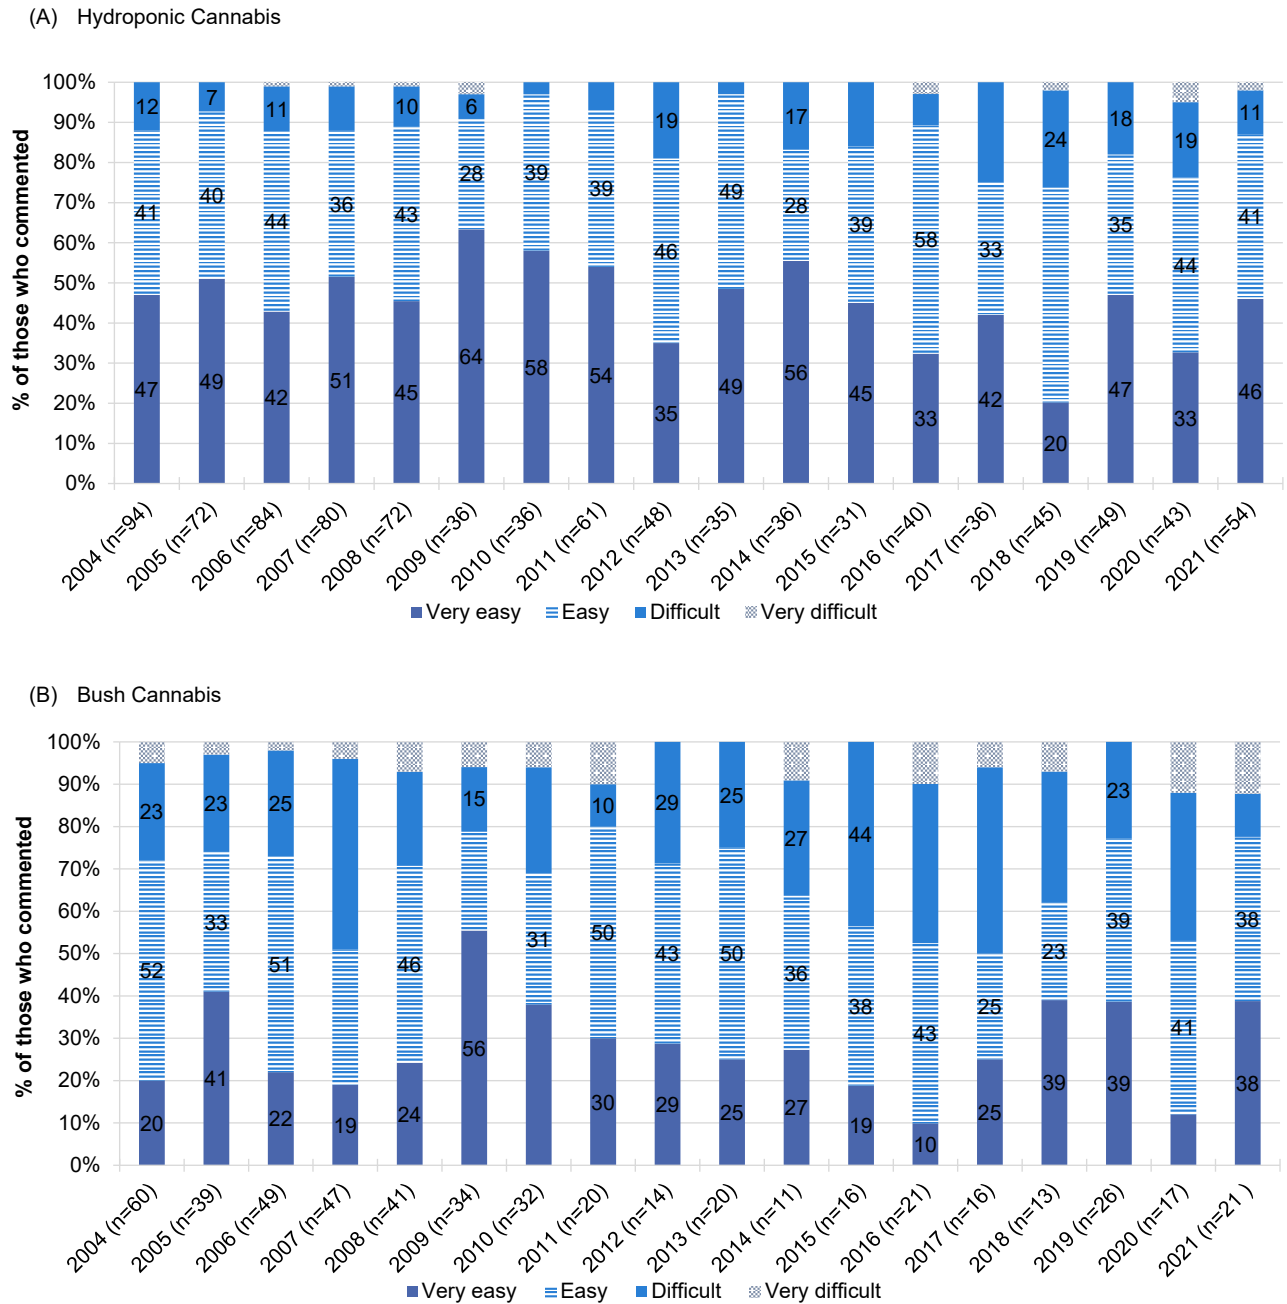 (A) Hydroponic Cannabis
% of those who commented
100%
90%
80%
70%
60%
50%
40%
30%
20%
10%
0%
12 7 11 10 6 19 17 24 18 19 11
41 40 44 36 43 28 39 39 46 49 28 39 58 33 35 44 41
47 49 42 51 45 64 58 54 35 49 56 45 33 42 20 47 33 46
2004 (n=94) 2005 (n=72) 2006 (n=84) 2007 (n=80) 2008 (n=72) 2009 (n=36) 2010 (n=36) 2011 (n=61) 2012 (n=48) 2013 (n=35) 2014 (n=36) 2015 (n=31) 2016 (n=40) 2017 (n=36) 2018 (n=45) 2019 (n=49) 2020 (n=43) 2021 (n=54)
Very easy Easy Difficult Very difficult
(B) Bush Cannabis
% of those who commented
100%
90%
80%
70%
60%
50%
40%
30%
20%
10%
0%
23 23 25 15 10 29 25 27 44 23
52 33 51 46 31 50 43 50 36 38 43 25 23 39 41 38
20 41 22 19 24 56 30 29 25 27 19 10 25 39 39 38
2004 (n=60) 2005 (n=39) 2006 (n=49) 2007 (n=47) 2008 (n=41) 2009 (n=34) 2010 (n=32) 2011 (n=20) 2012 (n=14) 2013 (n=20) 2014 (n=11) 2015 (n=16) 2016 (n=21) 2017 (n=16) 2018 (n=13) 2019 (n=26) 2020 (n=17) 2021 (n=21 )
Very easy Easy Difficult Very difficult